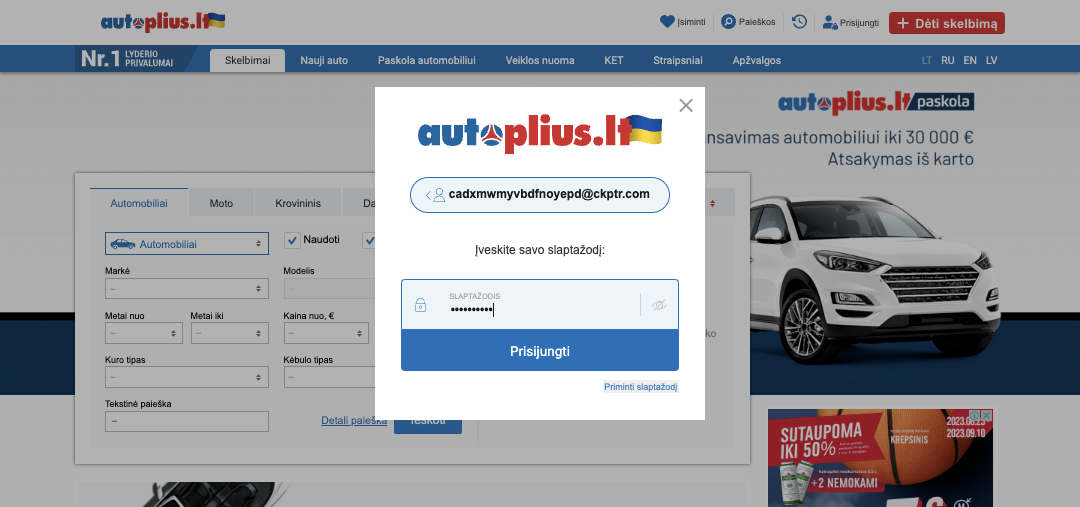 autoplius.lt
Įsiminti
Paieškos
Prisijungti
+ Dėti skelbimą
Nr.1 LYDERIO
PRIVALUMAI
Skelbimai
Nauji auto
Paskola automobiliui
Veiklos nuoma
KET
Straipsniai
Apžvalgos
LT RU EN LV
autoplius.lt paskola
nsavimas automobiliui iki 30 000 €
Atsakymas iš karto
autoplius.lt
cadxmwmyvbdfnoyepd@ckptr.com
Įveskite savo slaptažodį:
SLAPTAŽODIS
••••••••••
Prisijungti
Priminti slaptažodį
Automobiliai
Moto
Krovininis
Da
Automobiliai
Naudoti
Markė
Modelis
–
–
Metai nuo
Metai iki
Kaina nuo, €
–
–
–
Kuro tipas
Kėbulo tipas
–
–
Tekstinė paieška
–
Detali paieška
Ieškoti
ko
SUTAUPOMA
IKI 50%
+2 NEMOKAMI
KREPSINIS
2023.08.25
2023.09.10